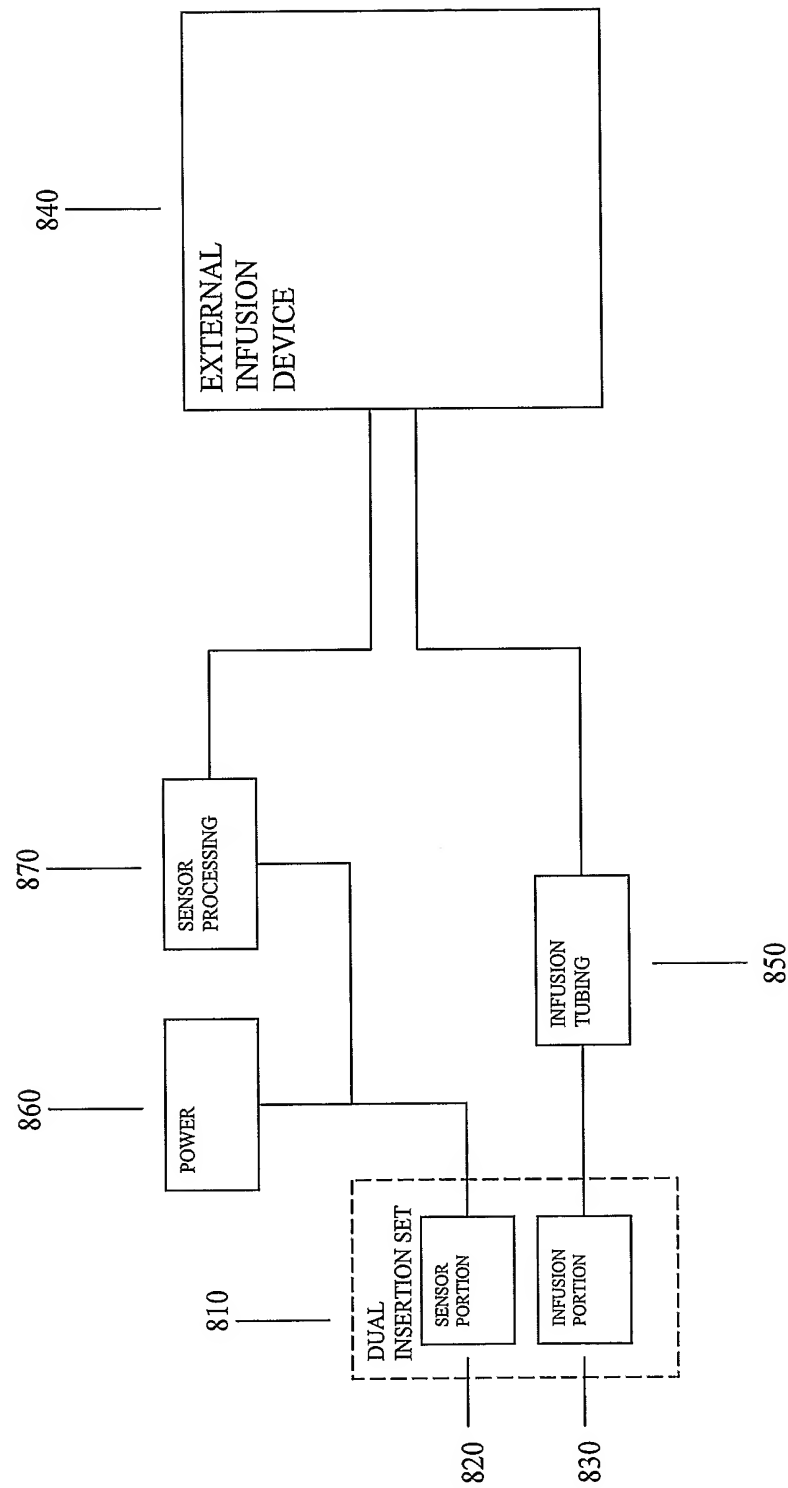 840
EXTERNAL
INFUSION
DEVICE
870
SENSOR
PROCESSING
860
POWER
INFUSION
TUBING
850
810
DUAL
INSERTION SET
SENSOR
PORTION
INFUSION
PORTION
820
830